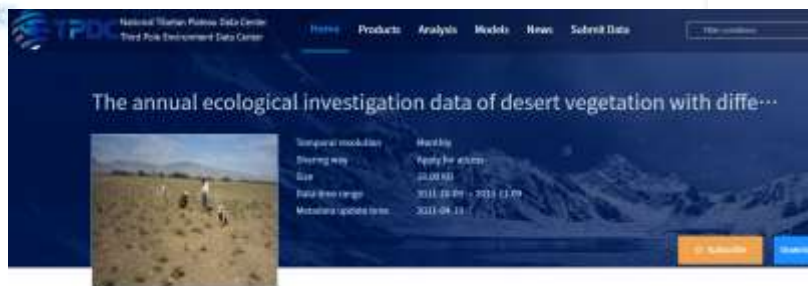 TPDC
National Tibetan Plateau Data Center
Third Pole Environment Data Center
Home Products Analysis Models News Submit Data
The annual ecological investigation data of desert vegetation with diffe···
Temporal resolution Monthly
Sharing way Apply for access
Size
Data time range
Metadata update time
Subscribe